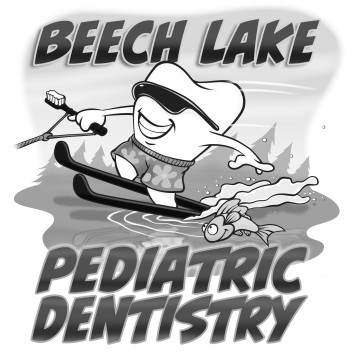 BEECH LAKE
PEDIATRIC
DENTISTRY